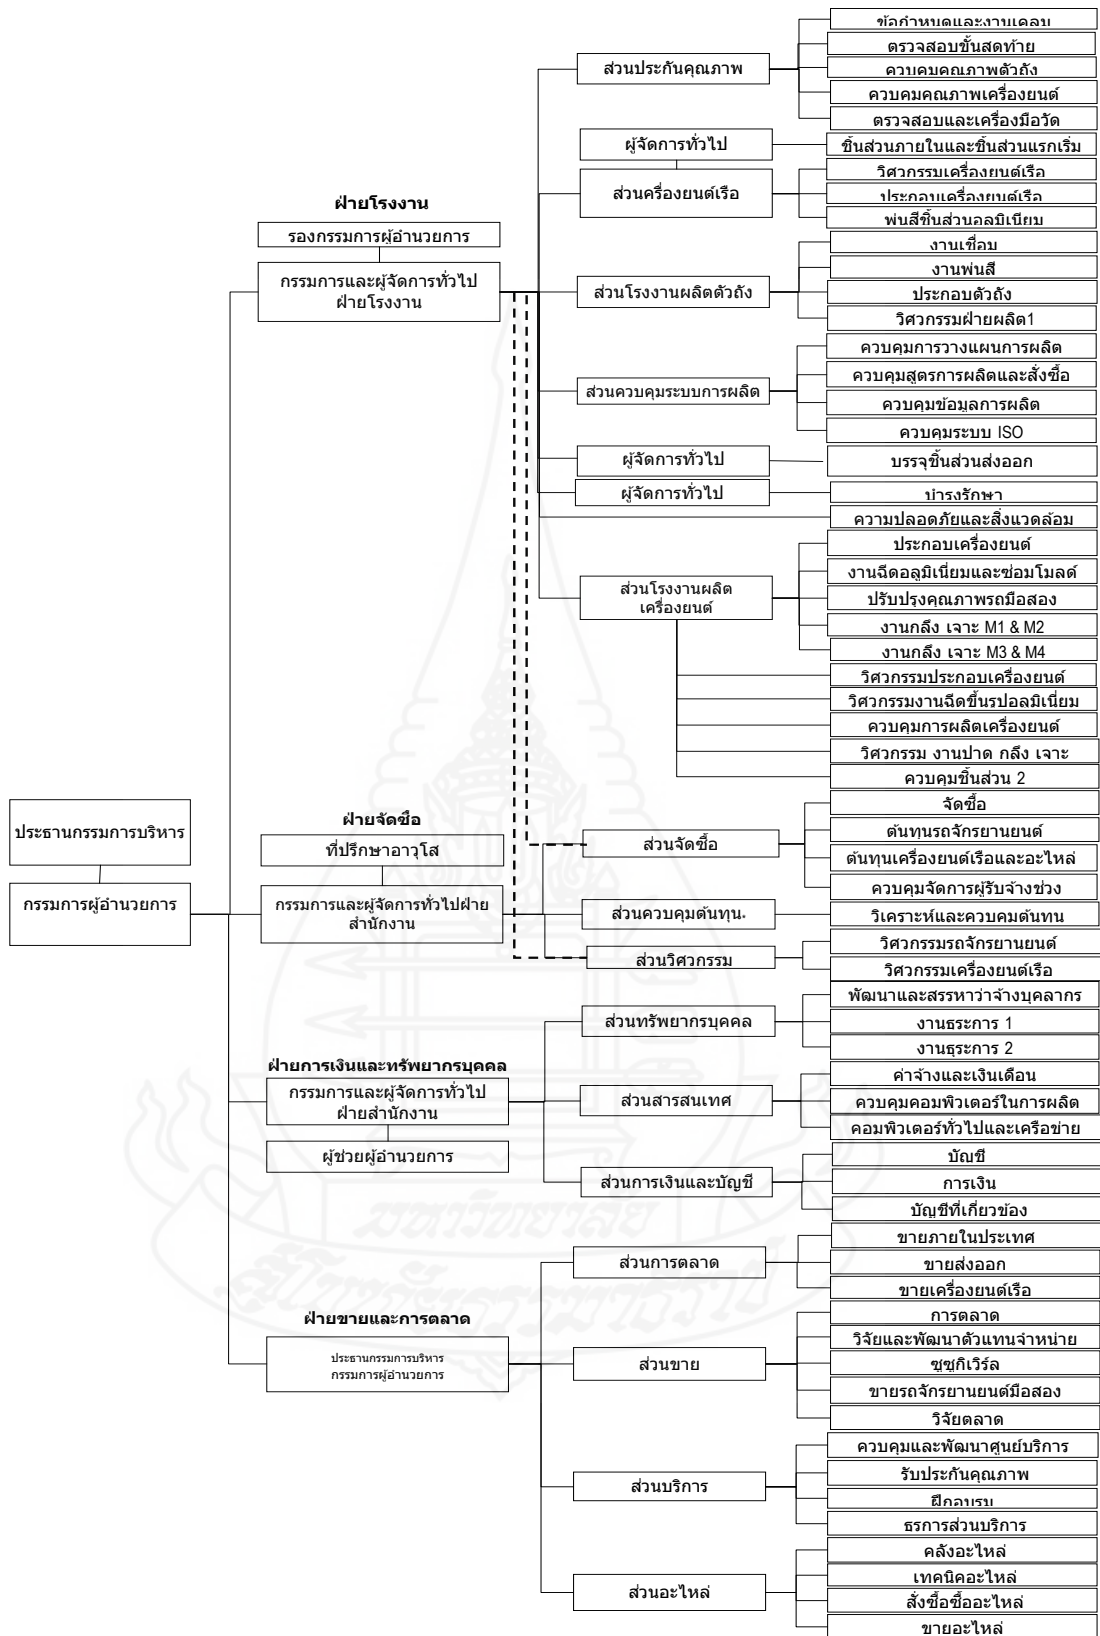 ข้อกำหนดและงานเคลม
ตรวจสอบขั้นสุดท้าย
ส่วนประกันคุณภาพ
ควบคุมคุณภาพตัวถัง
ควบคุมคุณภาพเครื่องยนต์
ตรวจสอบและเครื่องมือวัด
ผู้จัดการทั่วไป
ชิ้นส่วนภายในและชิ้นส่วนแรกเริ่ม
วิศวกรรมเครื่องยนต์เรือ
ส่วนครื่องยนต์เรือ
ประกอบเครื่องยนต์เรือ
พ่นสีชิ้นส่วนอลูมิเนียม
ฝ่ายโรงงาน
รองกรรมการผู้อำนวยการ
กรรมการและผู้จัดการทั่วไป
ฝ่ายโรงงาน
งานเชื่อม
งานพ่นสี
ส่วนโรงงานผลิตตัวถัง
ประกอบตัวถัง
วิศวกรรมฝ่ายผลิต1
ควบคุมการวางแผนการผลิต
ควบคุมสูตรการผลิตและสั่งซื้อ
ส่วนควบคุมระบบการผลิต
ควบคุมข้อมูลการผลิต
ควบคุมระบบ ISO
ผู้จัดการทั่วไป
บรรจุชิ้นส่วนส่งออก
ผู้จัดการทั่วไป
บำรุงรักษา
ความปลอดภัยและสิ่งแวดล้อม
ประกอบเครื่องยนต์
งานฉีดอลูมิเนี่ยมและซ่อมโมลด์
ส่วนโรงงานผลิต
เครื่องยนต์
ปรับปรุงคุณภาพรถมือสอง
งานกลึง เจาะ M1 & M2
งานกลึง เจาะ M3 & M4
วิศวกรรมประกอบเครื่องยนต์
วิศวกรรมงานฉีดขึ้นรูปอลูมิเนี่ยม
ควบคุมการผลิตเครื่องยนต์
วิศวกรรม งานปาด กลึง เจาะ
ควบคุมชิ้นส่วน 2
ประธานกรรมการบริหาร
กรรมการผู้อำนวยการ
ฝ่ายจัดซื้อ
ที่ปรึกษาอาวุโส
กรรมการและผู้จัดการทั่วไปฝ่าย
สำนักงาน
จัดซื้อ
ต้นทุนรถจักรยานยนต์
ส่วนจัดซื้อ
ต้นทุนเครื่องยนต์เรือและอะไหล่
ควบคุมจัดการผู้รับจ้างช่วง
ส่วนควบคุมต้นทุน
วิเคราะห์และควบคุมต้นทุน
ส่วนวิศวกรรม
วิศวกรรมรถจักรยานยนต์
วิศวกรรมเครื่องยนต์เรือ
พัฒนาและสรรหาว่าจ้างบุคลากร
ส่วนทรัพยากรบุคคล
งานธุระการ 1
งานธุระการ 2
ฝ่ายการเงินและทรัพยากรบุคคล
กรรมการและผู้จัดการทั่วไป
ฝ่ายสำนักงาน
ผู้ช่วยผู้อำนวยการ
ค่าจ้างและเงินเดือน
ส่วนสารสนเทศ
ควบคุมคอมพิวเตอร์ในการผลิต
คอมพิวเตอร์ทั่วไปและเครือข่าย
บัญชี
ส่วนการเงินและบัญชี
การเงิน
บัญชีที่เกี่ยวข้อง
ขายภายในประเทศ
ส่วนการตลาด
ขายส่งออก
ขายเครื่องยนต์เรือ
ฝ่ายขายและการตลาด
ประธานกรรมการบริหาร
กรรมการผู้อำนวยการ
การตลาด
วิจัยและพัฒนาตัวแทนจำหน่าย
ส่วนขาย
ซูซูกิเวิร์ล
ขายรถจักรยานยนต์มือสอง
วิจัยตลาด
ควบคุมและพัฒนาศูนย์บริการ
รับประกันคุณภาพ
ส่วนบริการ
ฝึกอบรม
ธุรการส่วนบริการ
คลังอะไหล่
เทคนิคอะไหล่
ส่วนอะไหล่
สั่งซื้อซื้ออะไหล่
ขายอะไหล่
มหาวิทยาลัย
สุโขทัยธรรมาธิราช